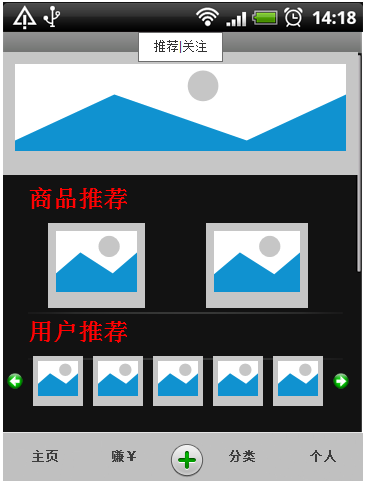 14:18
推荐|关注
商品推荐
用户推荐
主页 赚￥ 分类 个人